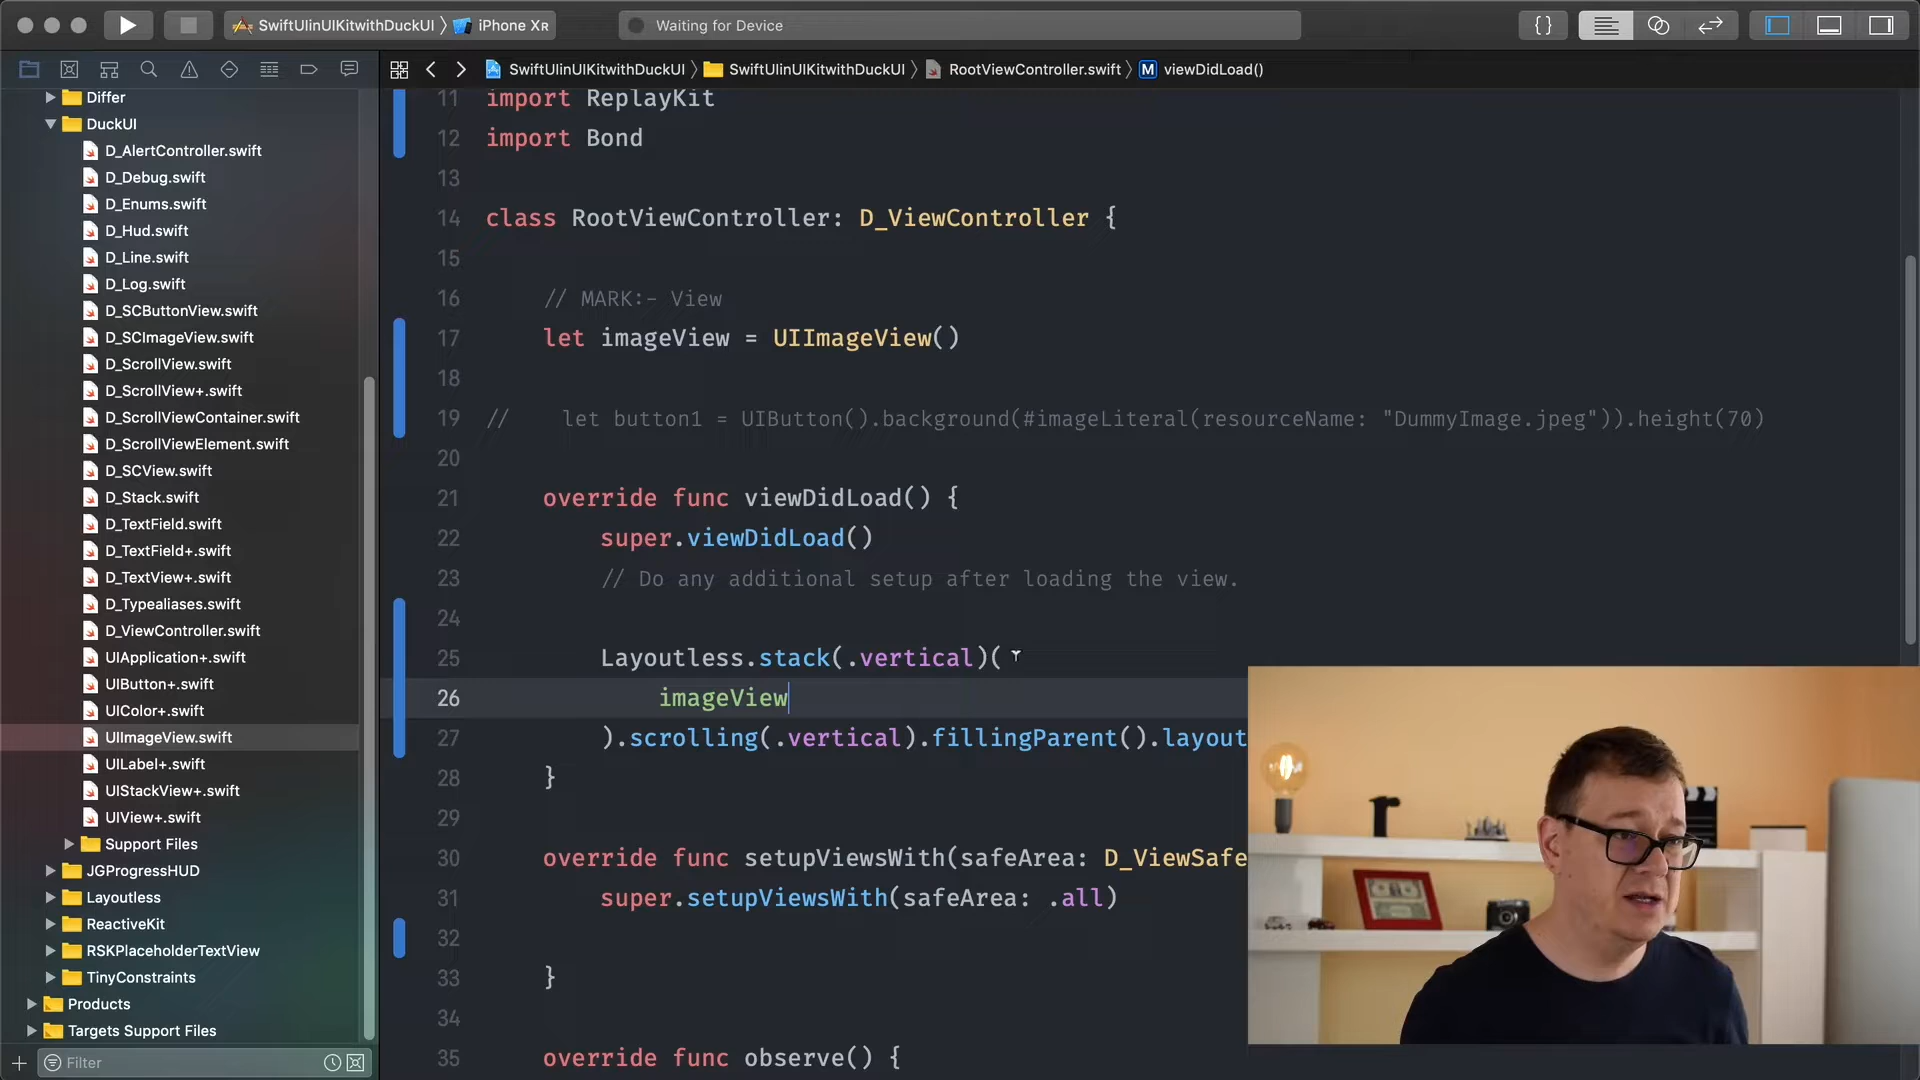 SwiftUIinUIKitwithDuckUI
iPhone XR
Waiting for Device
SwiftUIinUIKitwithDuckUI
SwiftUIinUIKitwithDuckUI
RootViewController.swift
M
viewDidLoad()
Differ
DuckUI
D_AlertController.swift
D_Debug.swift
D_Enums.swift
D_Hud.swift
D_Line.swift
D_Log.swift
D_SCButtonView.swift
D_SCImageView.swift
D_ScrollView.swift
D_ScrollView+.swift
D_ScrollViewContainer.swift
D_ScrollViewElement.swift
D_SCView.swift
D_Stack.swift
D_TextField.swift
D_TextField+.swift
D_TextView+.swift
D_Typealiases.swift
D_ViewController.swift
UIApplication+.swift
UIButton+.swift
UIColor+.swift
UIImageView.swift
UILabel+.swift
UIStackView+.swift
UIView+.swift
Support Files
JGProgressHUD
Layoutless
ReactiveKit
RSKPlaceholderTextView
TinyConstraints
Products
Targets Support Files
Filter
11 import ReplayKit
12 import Bond
13
14 class RootViewController: D_ViewController {
15
16 // MARK:- View
17 let imageView = UIImageView()
18
19 // let button1 = UIButton().background(#imageLiteral(resourceName: "DummyImage.jpeg")).height(70)
20
21 override func viewDidLoad() {
22 super.viewDidLoad()
23 // Do any additional setup after loading the view.
24
25 Layoutless.stack(.vertical)(
26 imageView
27 ).scrolling(.vertical).fillingParent().layout
28 }
29
30 override func setupViewsWith(safeArea: D_ViewSafe
31 super.setupViewsWith(safeArea: .all)
32
33 }
34
35 override func observe() {